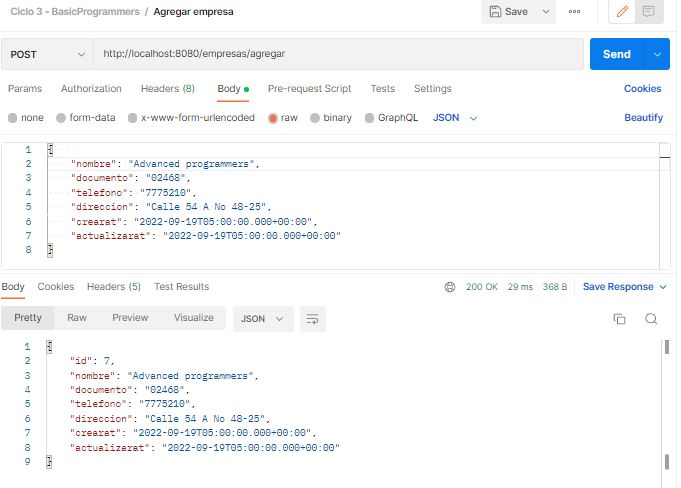 Ciclo 3 - BasicProgrammers / Agregar empresa
Save
POST http://localhost:8080/empresas/agregar Send
Params Authorization Headers (8) Body Pre-request Script Tests Settings Cookies
none form-data x-www-form-urlencoded raw binary GraphQL JSON Beautify
1 {
2 "nombre": "Advanced programmers",
3 "documento": "02468",
4 "telefono": "7775210",
5 "direccion": "Calle 54 A No 48-25",
6 "crearat": "2022-09-19T05:00:00.000+00:00",
7 "actualizarat": "2022-09-19T05:00:00.000+00:00"
8 }
Body Cookies Headers (5) Test Results 200 OK 29 ms 368 B Save Response
Pretty Raw Preview Visualize JSON
1 {
2 "id": 7,
3 "nombre": "Advanced programmers",
4 "documento": "02468",
5 "telefono": "7775210",
6 "direccion": "Calle 54 A No 48-25",
7 "crearat": "2022-09-19T05:00:00.000+00:00",
8 "actualizarat": "2022-09-19T05:00:00.000+00:00"
9 }